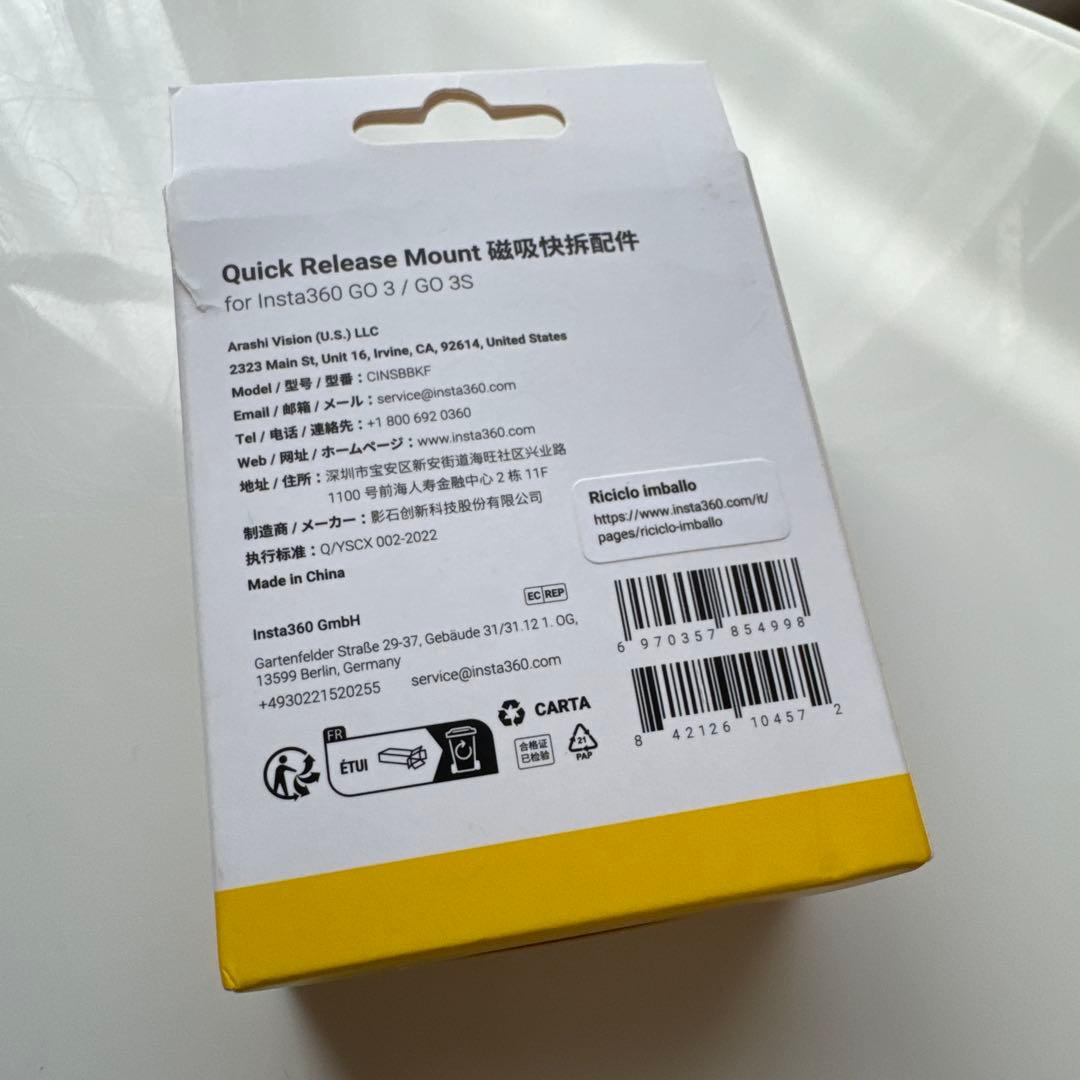 Quick Release Mount 磁吸快拆配件
for Insta360 GO 3 / GO 3S
Arashi Vision (U.S.) LLC
2323 Main St, Unit 16, Irvine, CA, 92614, United States
Model / 型号 / 型番：CINSBBKF
Email / 邮箱 / メール：service@insta360.com
Tel / 电话 / 連絡先：+1 800 692 0360
Web / 网址 / ホームページ：www.insta360.com
地址 / 住所：深圳市宝安区新安街道海旺社区兴业路
1100 号前海人寿金融中心 2 栋 11F
制造商 / メーカー：影石创新科技股份有限公司
执行标准：Q/YSCX 002-2022
Made in China
Riciclo imballo
https://www.insta360.com/it/
pages/riciclo-imballo
EC REP
Insta360 GmbH
Gartenfelder Straße 29-37, Gebäude 31/31.12 1. OG,
13599 Berlin, Germany
+4930221520255 service@insta360.com
6 970357 854998
8 42126 10457 2
CARTA
FR
ÉTUI
合格证
已检验
21
PAP